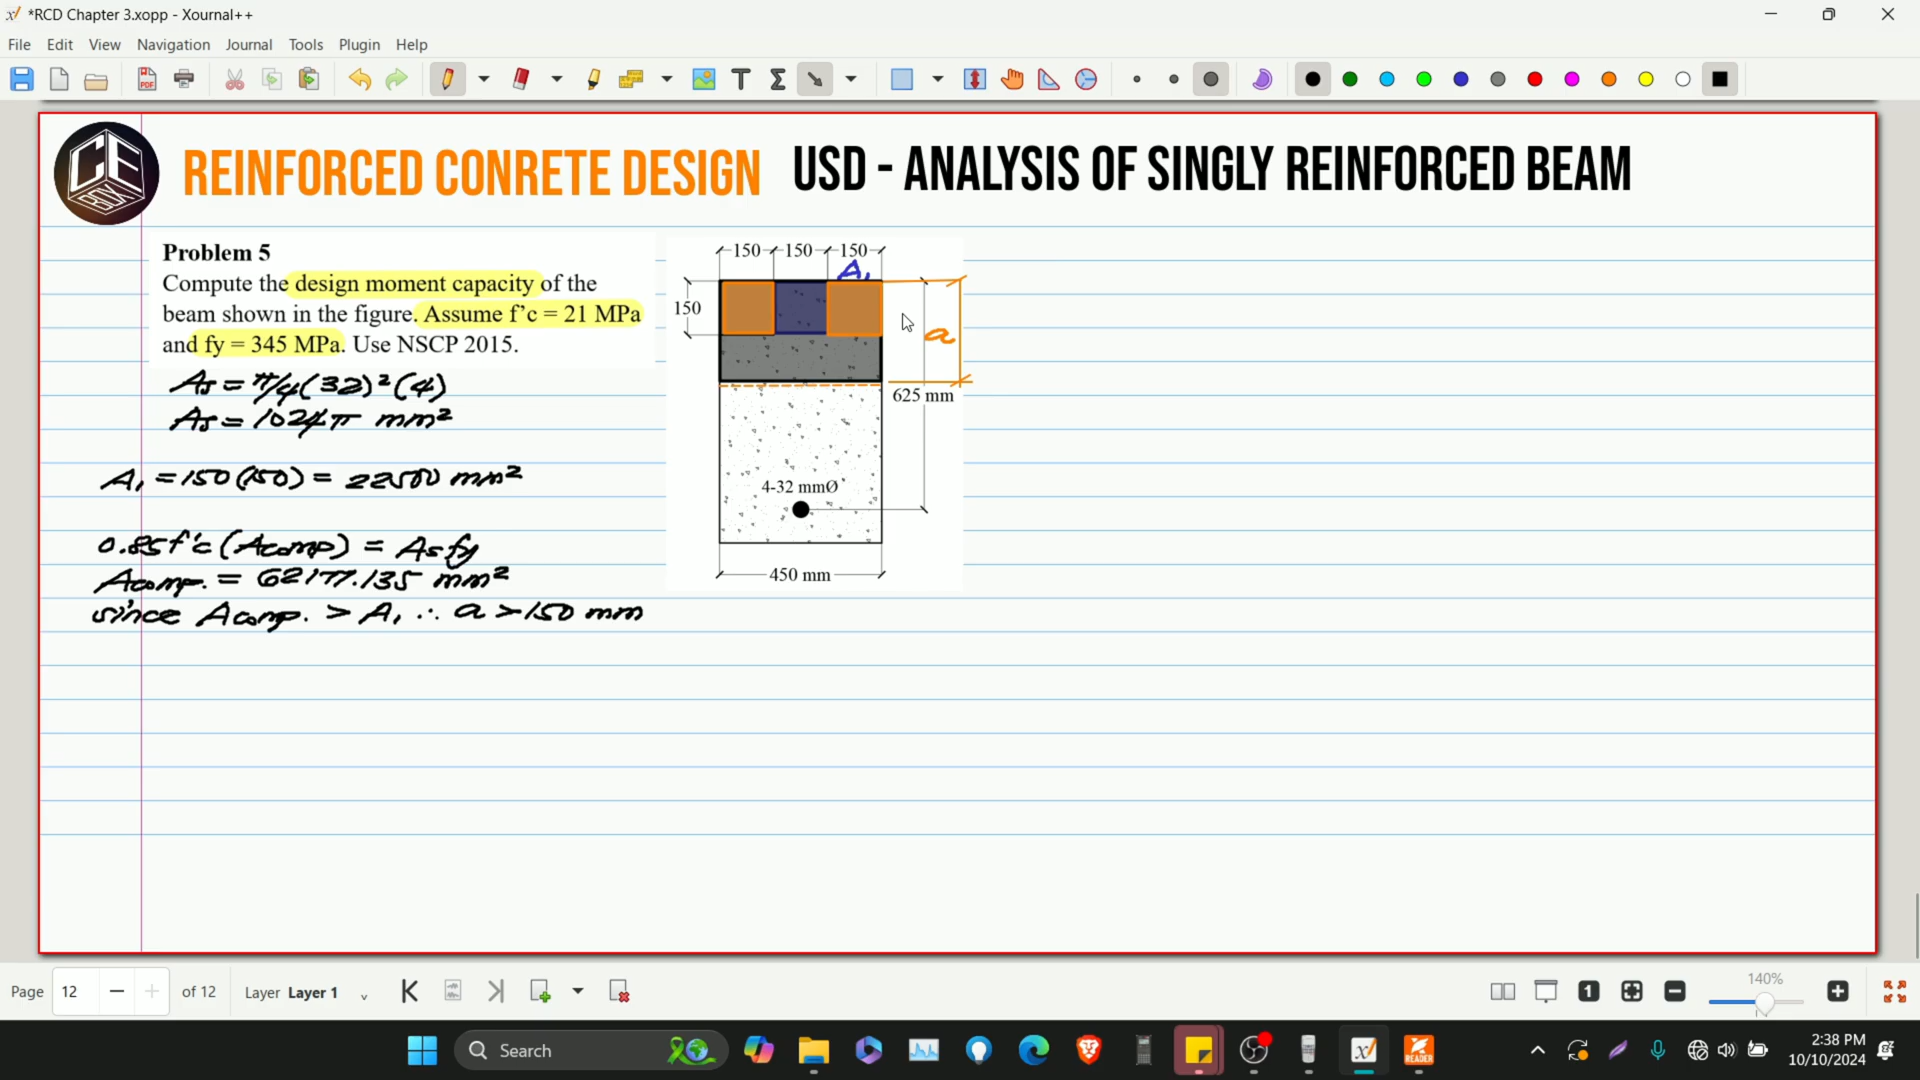 *RCD Chapter 3.xopp - Xournal++
File Edit View Navigation Journal Tools Plugin Help
CE BOX
REINFORCED CONRETE DESIGN
USD - ANALYSIS OF SINGLY REINFORCED BEAM
Problem 5
Compute the design moment capacity of the
beam shown in the figure. Assume f’c = 21 MPa
and fy = 345 MPa. Use NSCP 2015.
As = π/4(32)²(4)
As = 1024π mm²
A₁ = 150(150) = 22500 mm²
0.85f'c (Acomp) = Asfy
Acomp. = 62177.135 mm²
since Acomp. > A₁ ∴ a > 150 mm
150 150 150
A₁
150
a
625 mm
4-32 mmØ
450 mm
Page 12 of 12 Layer Layer 1
140%
Search
READER
2:38 PM
10/10/2024